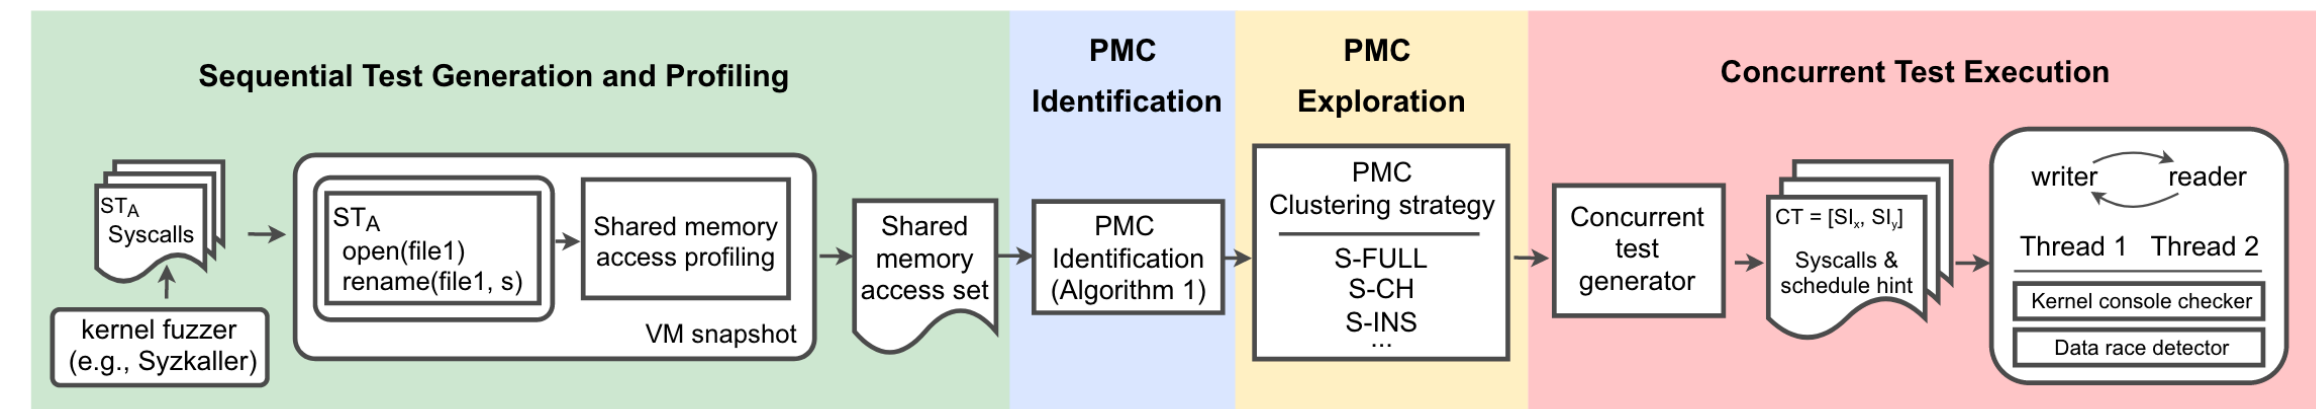 Sequential Test Generation and Profiling
STA
Syscalls
kernel fuzzer
(e.g., Syzkaller)
STA
open(file1)
rename(file1, s)
Shared memory
access profiling
VM snapshot
Shared
memory
access set
PMC
Identification
PMC
Identification
(Algorithm 1)
PMC
Exploration
PMC
Clustering strategy
S-FULL
S-CH
S-INS
...
Concurrent Test Execution
Concurrent
test
generator
CT = [SIx, SIy]
Syscalls &
schedule hint
writer reader
Thread 1 Thread 2
Kernel console checker
Data race detector